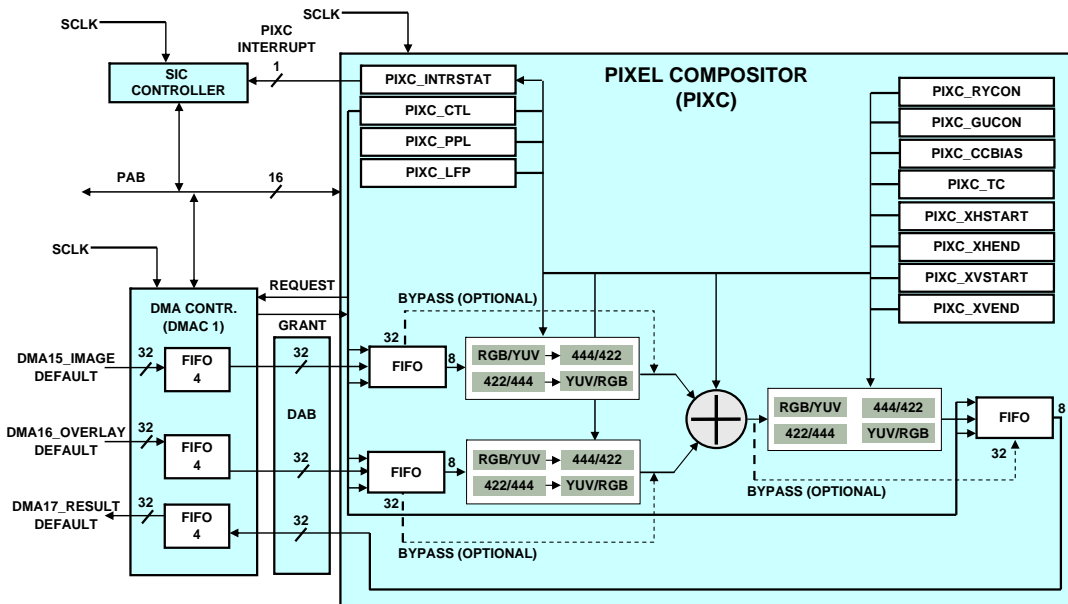 SCLK
SCLK
PIXC
INTERRUPT
1
SIC
CONTROLLER
PIXEL COMPOSITOR
(PIXC)
PIXC_INTRSTAT
PIXC_CTL
PIXC_PPL
PIXC_LFP
PIXC_RYCON
PIXC_GUCON
PIXC_CCBIAS
PIXC_TC
PIXC_XHSTART
PIXC_XHEND
PIXC_XVSTART
PIXC_XVEND
PAB
16
SCLK
REQUEST
GRANT
DMA CONTR.
(DMAC 1)
DMA15_IMAGE
DEFAULT
32
FIFO
4
32
DMA16_OVERLAY
DEFAULT
32
FIFO
4
32
DMA17_RESULT
DEFAULT
32
FIFO
4
32
DAB
BYPASS (OPTIONAL)
32
FIFO
8
RGB/YUV
444/422
422/444
YUV/RGB
FIFO
8
32
RGB/YUV
444/422
422/444
YUV/RGB
BYPASS (OPTIONAL)
RGB/YUV
444/422
422/444
YUV/RGB
BYPASS (OPTIONAL)
FIFO
8
32